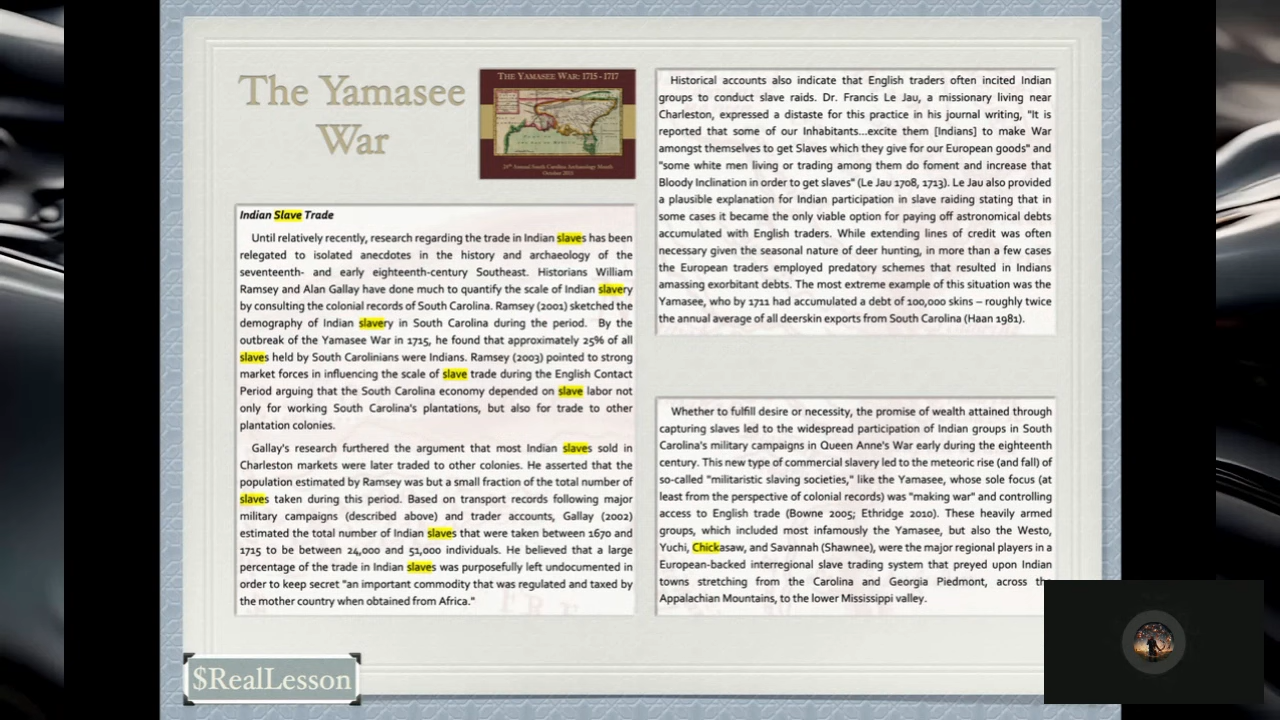 The Yamasee
War
THE YAMASEE WAR: 1715 - 1717
October 2015
Indian Slave Trade
Until relatively recently, research regarding the trade in Indian slaves has been
relegated to isolated anecdotes in the history and archaeology of the
seventeenth- and early eighteenth-century Southeast. Historians William
Ramsey and Alan Gallay have done much to quantify the scale of Indian slavery
by consulting the colonial records of South Carolina. Ramsey (2001) sketched the
demography of Indian slavery in South Carolina during the period. By the
outbreak of the Yamasee War in 1715, he found that approximately 25% of all
slaves held by South Carolinians were Indians. Ramsey (2003) pointed to strong
market forces in influencing the scale of slave trade during the English Contact
Period arguing that the South Carolina economy depended on slave labor not
only for working South Carolina's plantations, but also for trade to other
plantation colonies.
Gallay's research furthered the argument that most Indian slaves sold in
Charleston markets were later traded to other colonies. He asserted that the
population estimated by Ramsey was but a small fraction of the total number of
slaves taken during this period. Based on transport records following major
military campaigns (described above) and trader accounts, Gallay (2002)
estimated the total number of Indian slaves that were taken between 1670 and
1715 to be between 24,000 and 51,000 individuals. He believed that a large
percentage of the trade in Indian slaves was purposefully left undocumented in
order to keep secret "an important commodity that was regulated and taxed by
the mother country when obtained from Africa."
Historical accounts also indicate that English traders often incited Indian
groups to conduct slave raids. Dr. Francis Le Jau, a missionary living near
Charleston, expressed a distaste for this practice in his journal writing, "It is
reported that some of our Inhabitants...excite them [Indians] to make War
amongst themselves to get Slaves which they give for our European goods" and
"some white men living or trading among them do foment and increase that
Bloody Inclination in order to get slaves" (Le Jau 1708, 1713). Le Jau also provided
a plausible explanation for Indian participation in slave raiding stating that in
some cases it became the only viable option for paying off astronomical debts
accumulated with English traders. While extending lines of credit was often
necessary given the seasonal nature of deer hunting, in more than a few cases
the European traders employed predatory schemes that resulted in Indians
amassing exorbitant debts. The most extreme example of this situation was the
Yamasee, who by 1711 had accumulated a debt of 100,000 skins – roughly twice
the annual average of all deerskin exports from South Carolina (Haan 1981).
Whether to fulfill desire or necessity, the promise of wealth attained through
capturing slaves led to the widespread participation of Indian groups in South
Carolina's military campaigns in Queen Anne's War early during the eighteenth
century. This new type of commercial slavery led to the meteoric rise (and fall) of
so-called "militaristic slaving societies," like the Yamasee, whose sole focus (at
least from the perspective of colonial records) was "making war" and controlling
access to English trade (Bowne 2005; Ethridge 2010). These heavily armed
groups, which included most infamously the Yamasee, but also the Westo,
Yuchi, Chickasaw, and Savannah (Shawnee), were the major regional players in a
European-backed interregional slave trading system that preyed upon Indian
towns stretching from the Carolina and Georgia Piedmont, across the
Appalachian Mountains, to the lower Mississippi valley.
$RealLesson